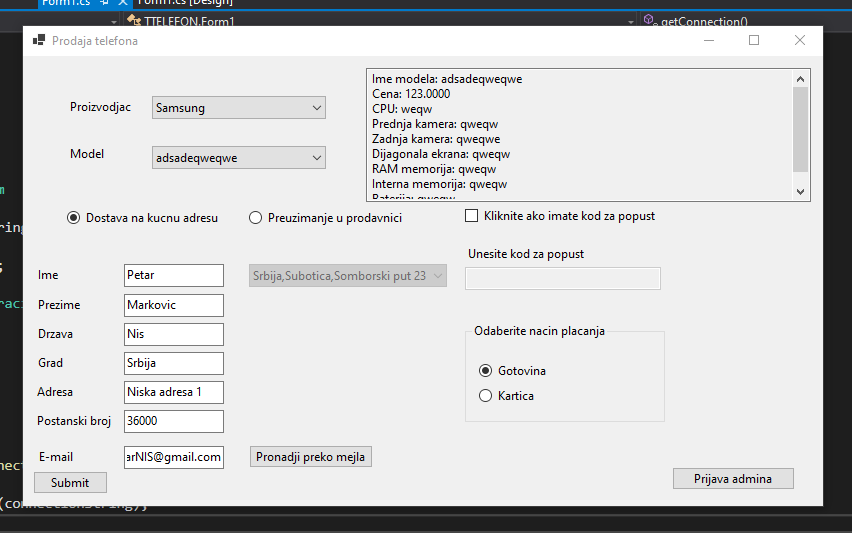 Form1.cs
Form1.cs [Design]
TTELEFON.Form1
getConnection()
Prodaja telefona
Proizvodjac
Samsung
Model
adsadeqweqwe
Ime modela: adsadeqweqwe
Cena: 123.0000
CPU: weqw
Prednja kamera: qweqw
Zadnja kamera: qweqwe
Dijagonala ekrana: qweqw
RAM memorija: qweqw
Interna memorija: qweqw
Baterija: qweqw
Dostava na kucnu adresu
Preuzimanje u prodavnici
Kliknite ako imate kod za popust
Unesite kod za popust
Ime
Petar
Srbija,Subotica,Somborski put 23
Prezime
Markovic
Drzava
Nis
Grad
Srbija
Adresa
Niska adresa 1
Postanski broj
36000
E-mail
arNIS@gmail.com
Pronadji preko mejla
Submit
Odaberite nacin placanja
Gotovina
Kartica
Prijava admina
(connectionString);